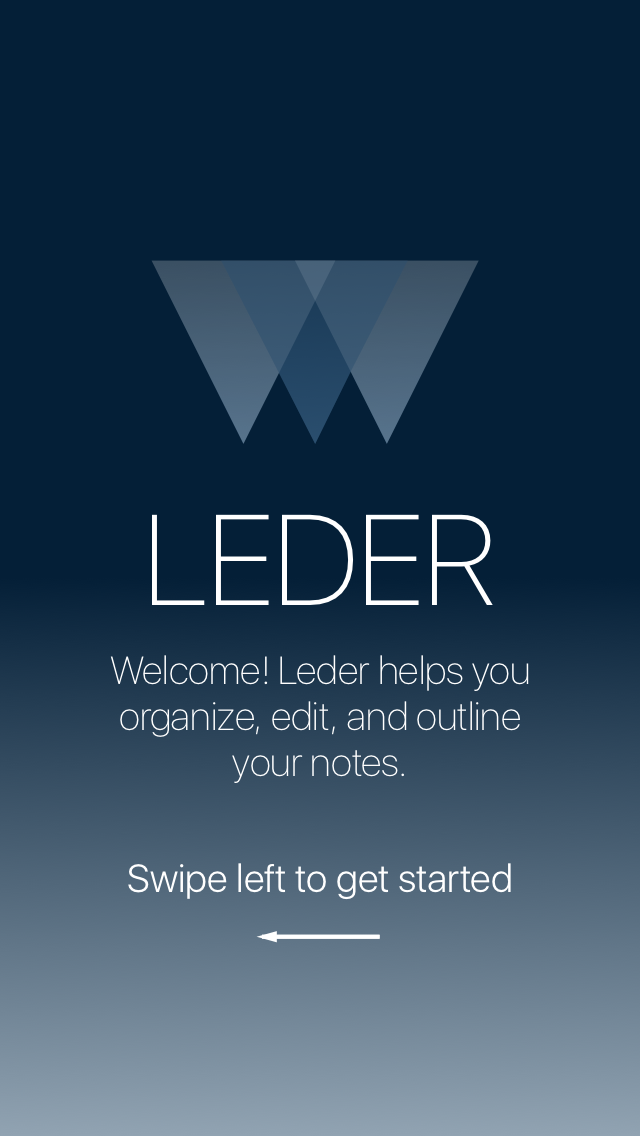 LEDER
Welcome! Leder helps you
organize, edit, and outline
your notes.
Swipe left to get started